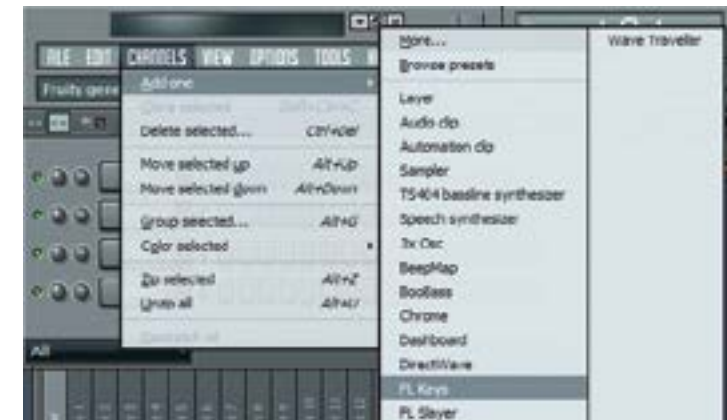 FILE EDIT CHANNELS VIEW OPTIONS TOOLS
Fruity
Add one
Delete selected... Ctrl+Del
Move selected up Alt+Up
Move selected down Alt+Down
Group selected... Alt+G
Color selected
Zip selected Alt+Z
Unzip all Alt+U
All
More...
Browse presets
Layer
Audio clip
Automation clip
Sampler
TS404 bassline synthesizer
Speech synthesizer
3x Osc
BeepMap
BooBass
Chrome
Dashboard
DirectWave
FL Keys
FL Slayer
Wave Traveller